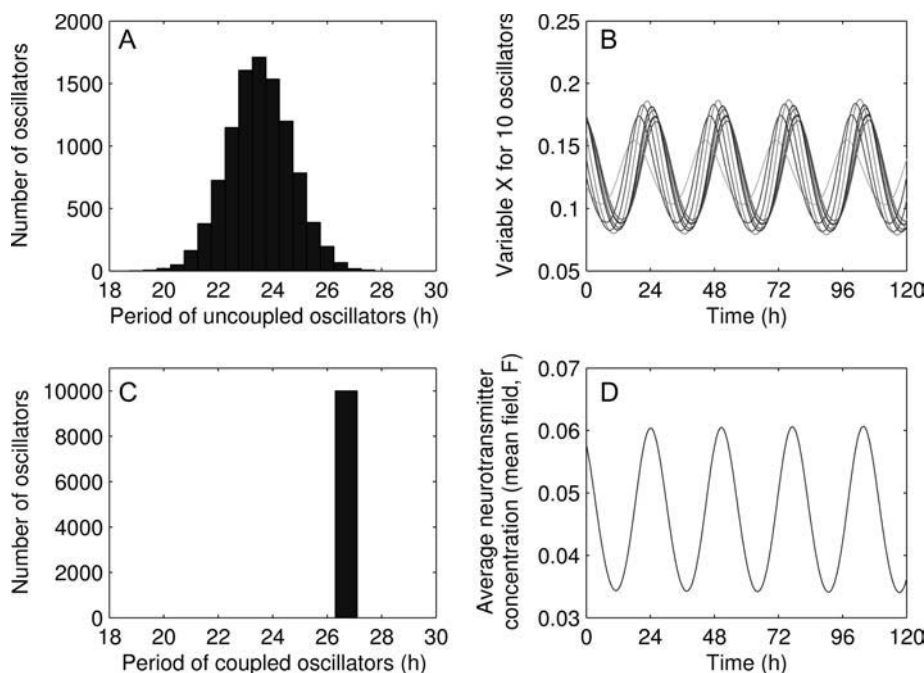 A
Number of oscillators
2000
1500
1000
500
0
18 20 22 24 26 28 30
Period of uncoupled oscillators (h)
B
Variable X for 10 oscillators
0.25
0.2
0.15
0.1
0.05
0 24 48 72 96 120
Time (h)
C
Number of oscillators
10000
8000
6000
4000
2000
0
18 20 22 24 26 28 30
Period of coupled oscillators (h)
D
Average neurotransmitter
concentration (mean field, F)
0.07
0.06
0.05
0.04
0.03
0 24 48 72 96 120
Time (h)